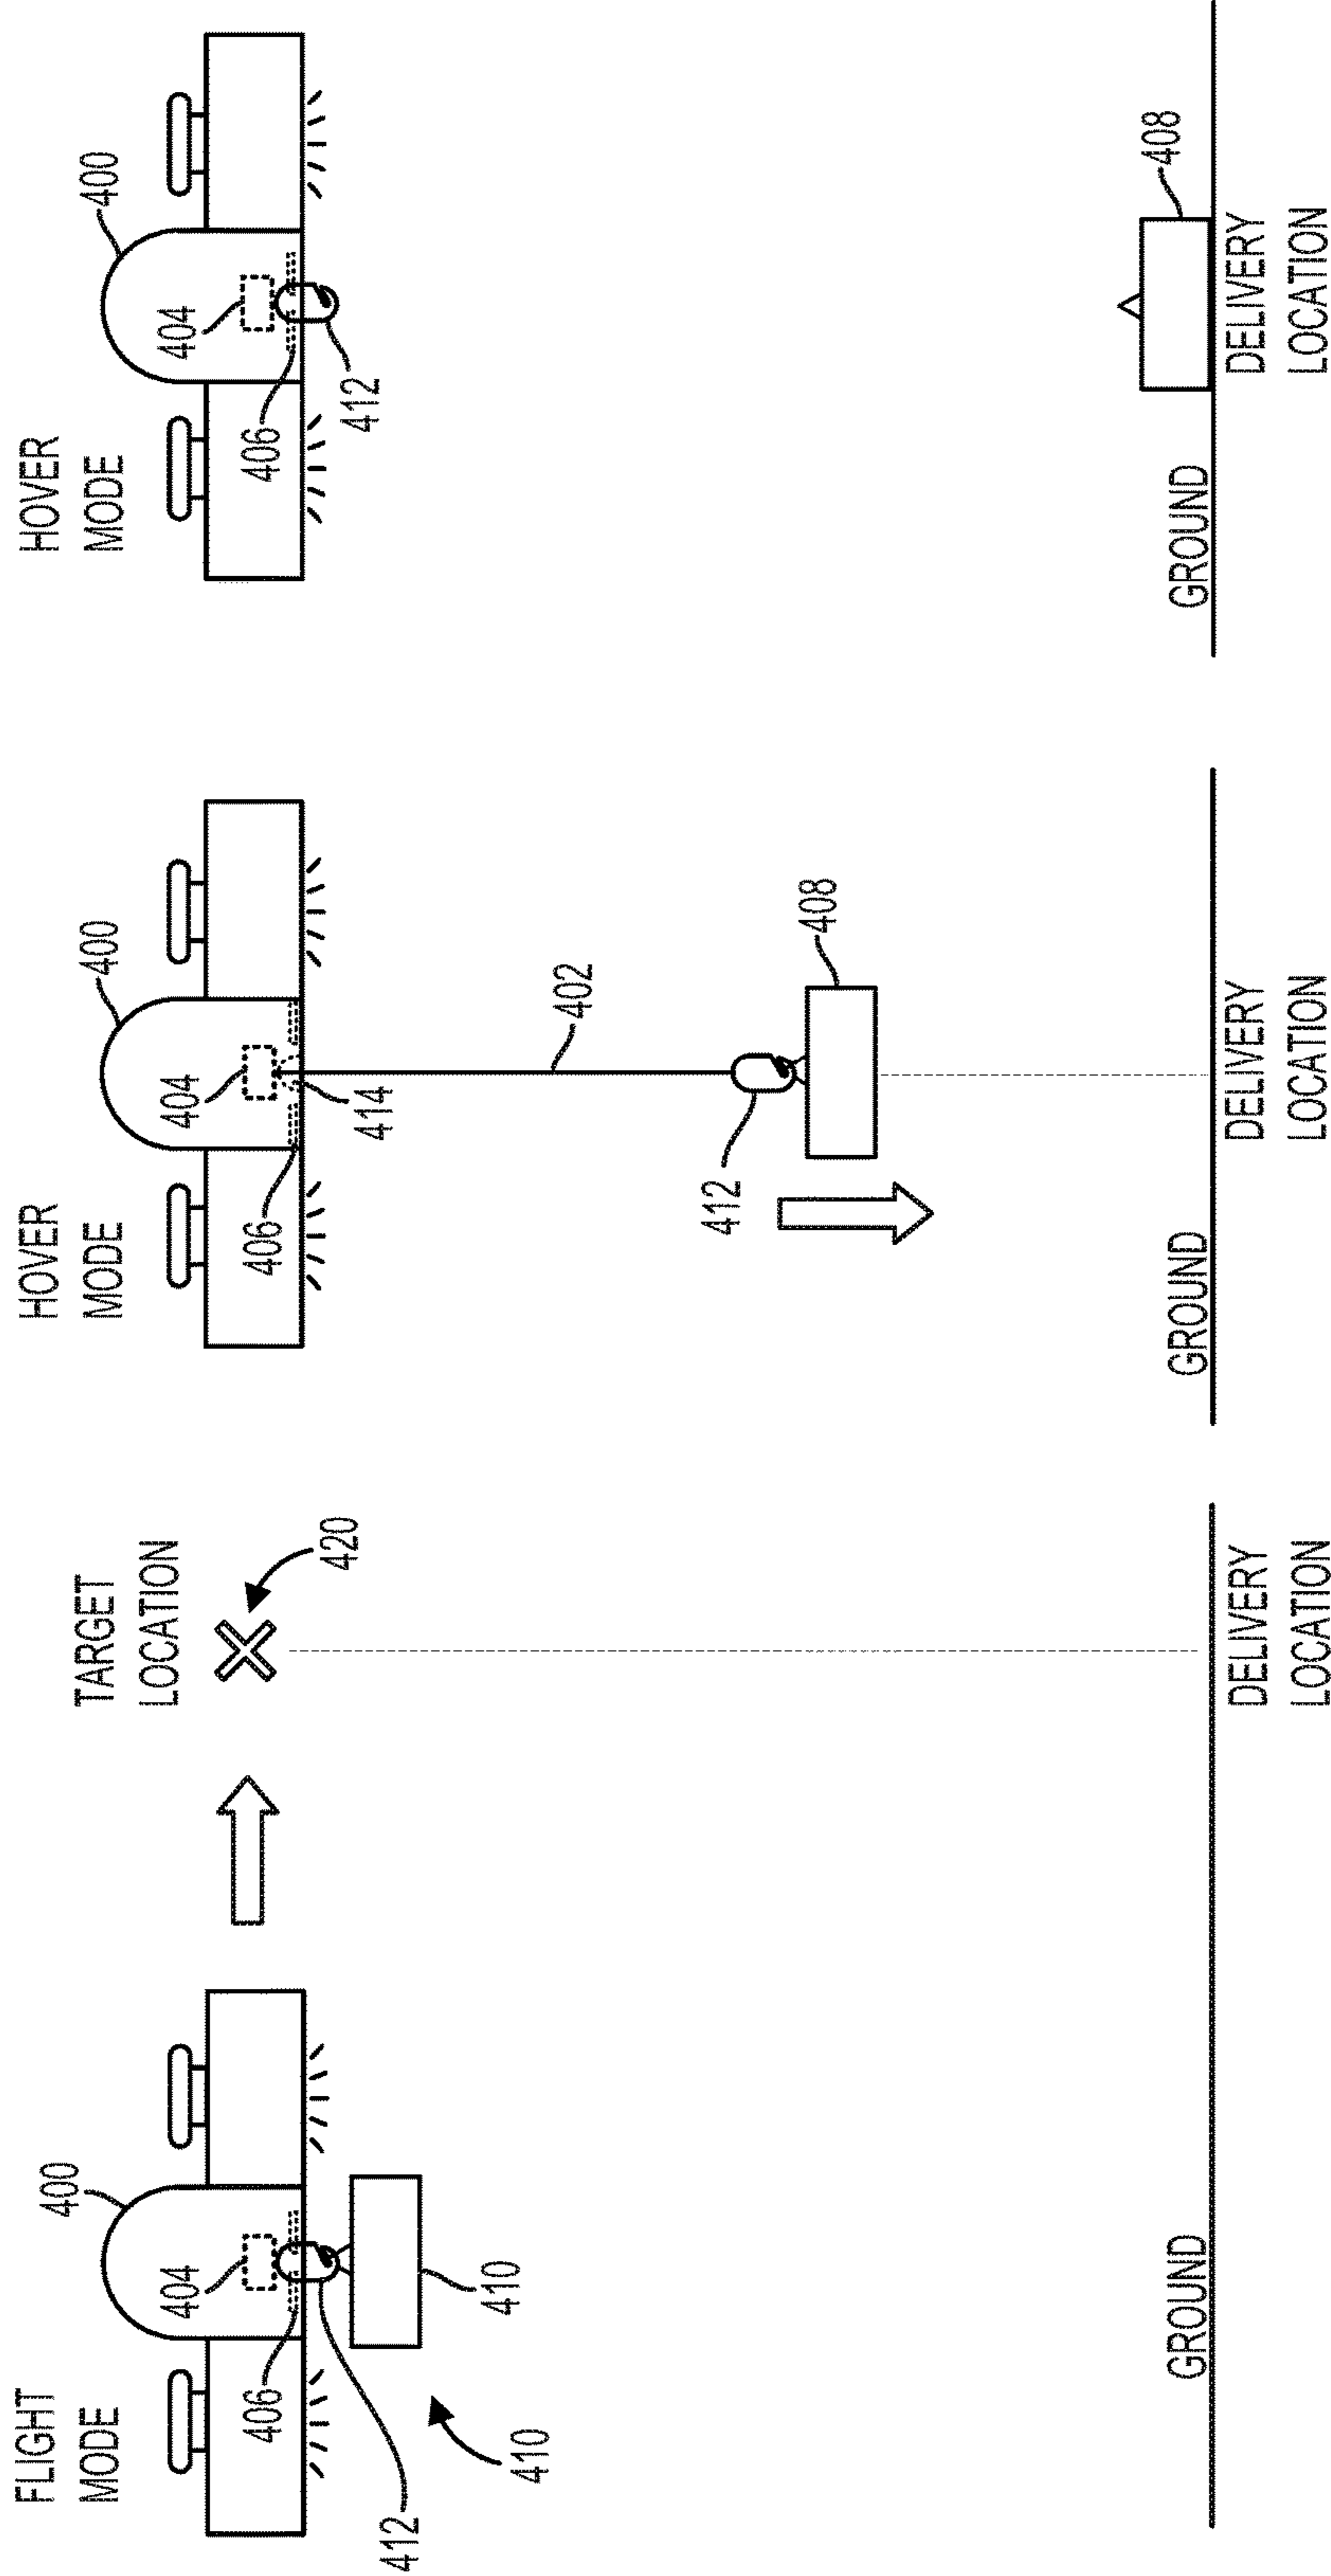 FLIGHT
MODE
400
404
406
412
410
410
TARGET
LOCATION
420
GROUND
DELIVERY
LOCATION
HOVER
MODE
400
404
406
414
402
412
408
GROUND
DELIVERY
LOCATION
HOVER
MODE
400
404
406
412
408
GROUND
DELIVERY
LOCATION